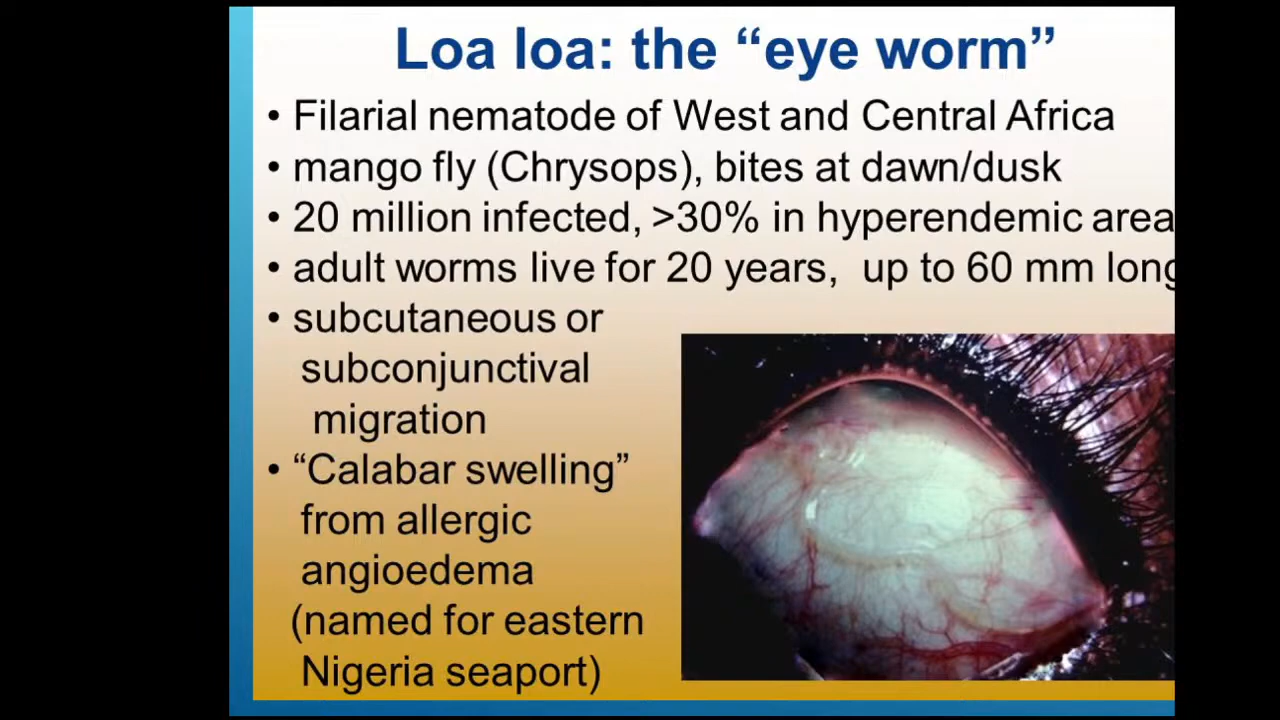 Loa loa: the “eye worm”
• Filarial nematode of West and Central Africa
• mango fly (Chrysops), bites at dawn/dusk
• 20 million infected, >30% in hyperendemic area
• adult worms live for 20 years,  up to 60 mm long
• subcutaneous or
subconjunctival
migration
• “Calabar swelling”
from allergic
angioedema
(named for eastern
Nigeria seaport)